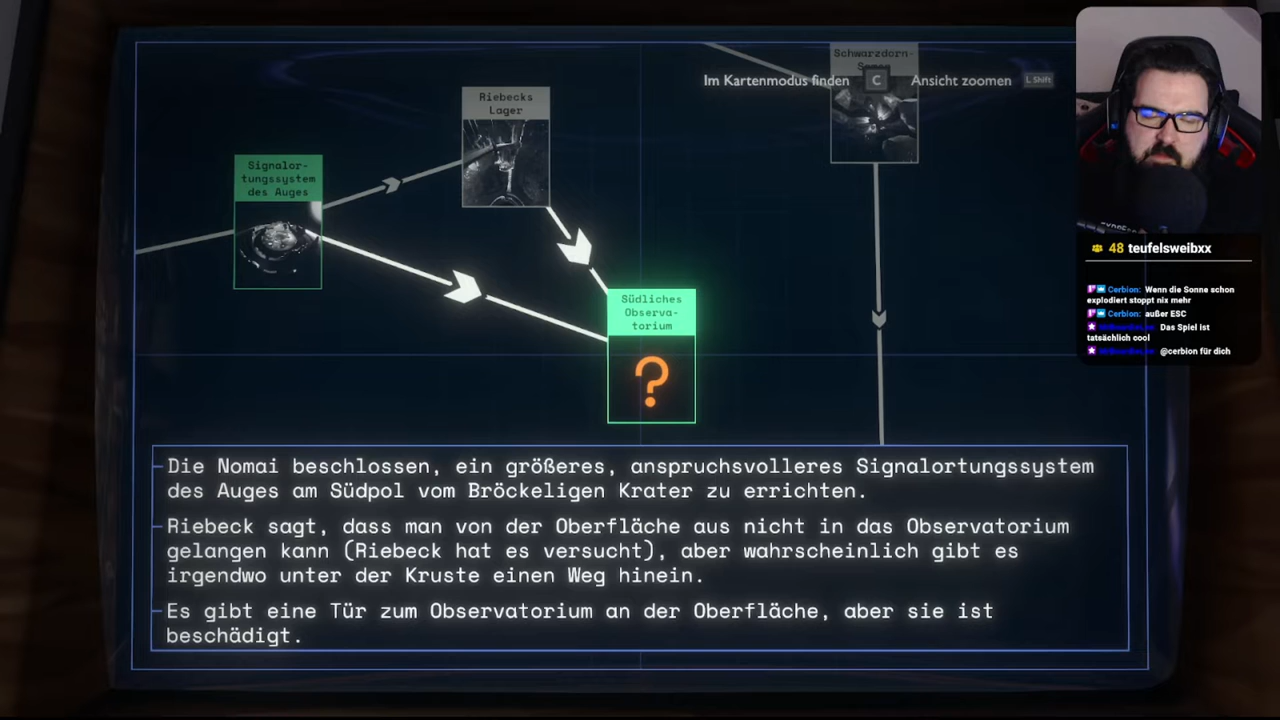 Schwarzdorn-
Im Kartenmodus finden C Ansicht zoomen L Shift
Riebecks
Lager
Signalor-
tungssystem
des Auges
Südliches
Observa-
torium
?
Die Nomai beschlossen, ein größeres, anspruchsvolleres Signalortungssystem
des Auges am Südpol vom Bröckeligen Krater zu errichten.
Riebeck sagt, dass man von der Oberfläche aus nicht in das Observatorium
gelangen kann (Riebeck hat es versucht), aber wahrscheinlich gibt es
irgendwo unter der Kruste einen Weg hinein.
Es gibt eine Tür zum Observatorium an der Oberfläche, aber sie ist
beschädigt.
48 teufelsweibxx
Cerbion: Wenn die Sonne schon
explodiert stoppt nix mehr
Cerbion: außer ESC
Das Spiel ist
tatsächlich cool
@cerbion für dich